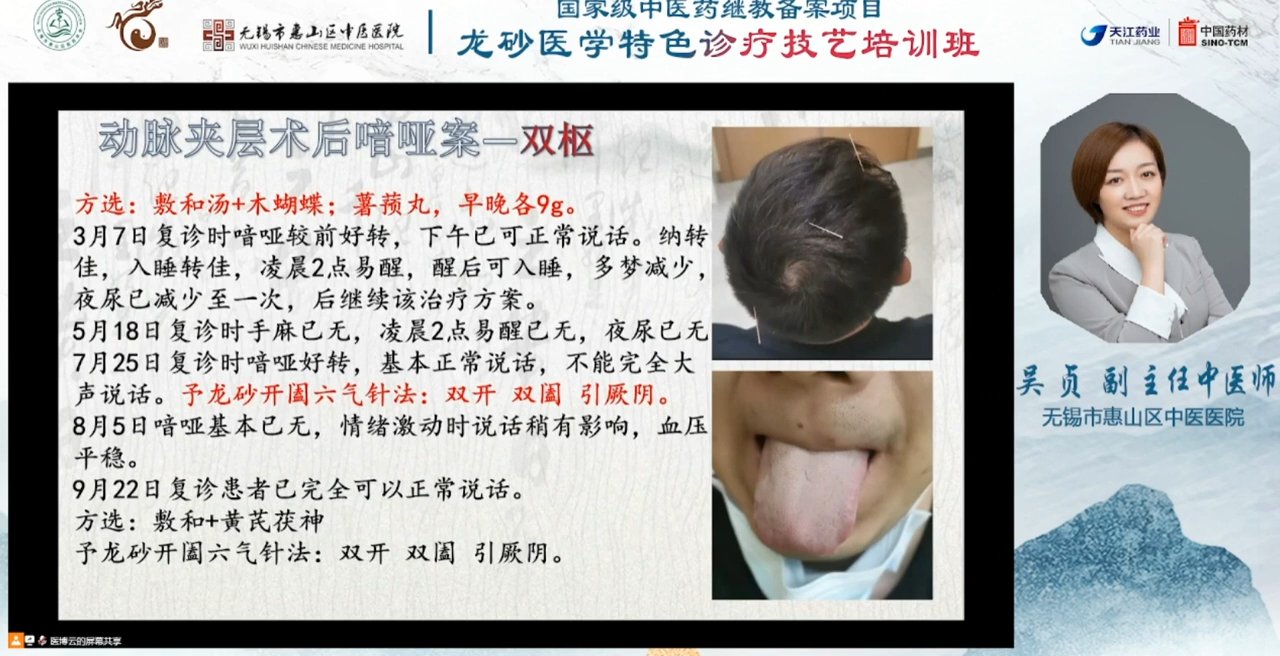 无锡市惠山区中医医院
WUXI HUISHAN CHINESE MEDICINE HOSPITAL
国家级中医药继教备案项目
龙砂医学特色诊疗技艺培训班
天江药业
TIAN JIANG
中国药材
SINO-TCM
动脉夹层术后喑哑案—双枢
方选：敷和汤+木蝴蝶；薯蓣丸，早晚各9g。
3月7日复诊时喑哑较前好转，下午已可正常说话。纳转
佳，入睡转佳，凌晨2点易醒，醒后可入睡，多梦减少，
夜尿已减少至一次，后继续该治疗方案。
5月18日复诊时手麻已无，凌晨2点易醒已无，夜尿已无
7月25日复诊时喑哑好转，基本正常说话，不能完全大
声说话。予龙砂开阖六气针法：双开 双阖 引厥阴。
8月5日喑哑基本已无，情绪激动时说话稍有影响，血压
平稳。
9月22日复诊患者已完全可以正常说话。
方选：敷和+黄芪茯神
予龙砂开阖六气针法：双开 双阖 引厥阴。
吴贞 副主任中医师
无锡市惠山区中医医院
医博云的屏幕共享